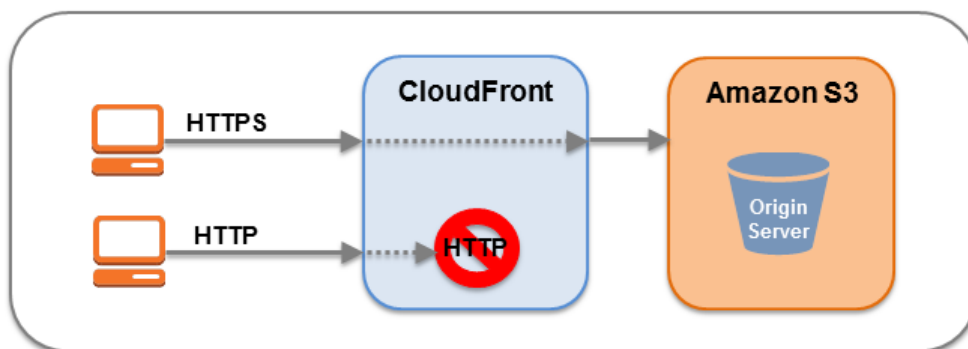 CloudFront
Amazon S3
HTTPS
Origin
Server
HTTP
HTTP